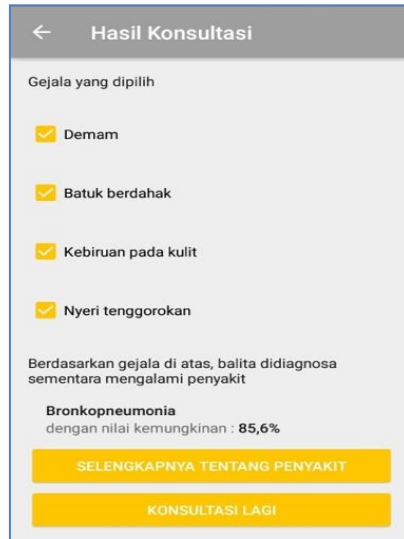 Hasil Konsultasi
Gejala yang dipilih
Demam
Batuk berdahak
Kebiruan pada kulit
Nyeri tenggorokan
Berdasarkan gejala di atas, balita didiagnosa
sementara mengalami penyakit
Bronkopneumonia
dengan nilai kemungkinan : 85,6%
SELENGKAPNYA TENTANG PENYAKIT
KONSULTASI LAGI